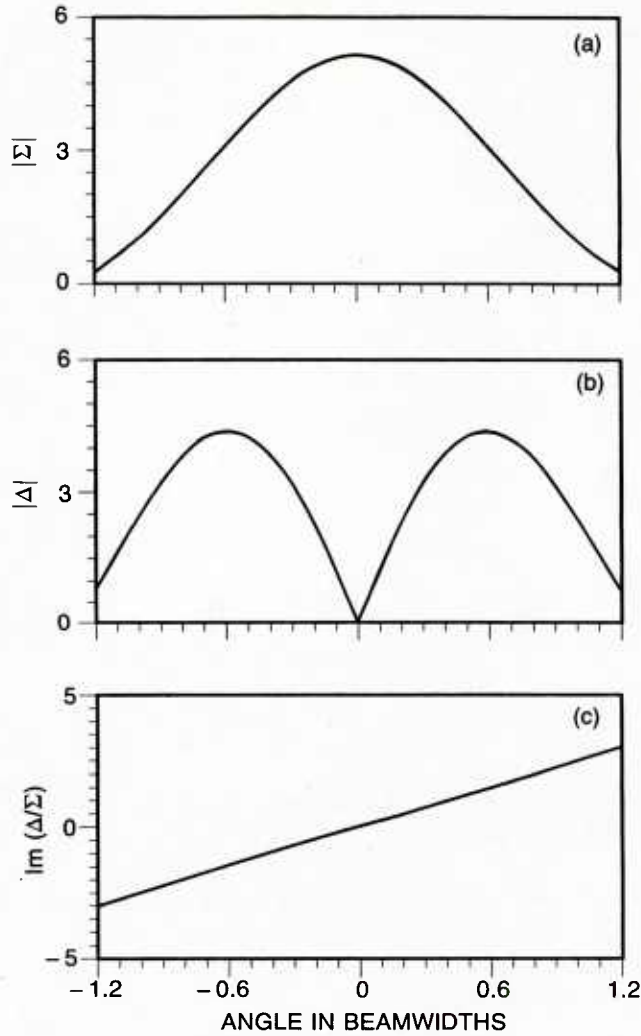 6
(a)
|Σ|
3
0
6
(b)
|Δ|
3
0
5
(c)
Im (Δ/Σ)
0
−5
−1.2 −0.6 0 0.6 1.2
ANGLE IN BEAMWIDTHS